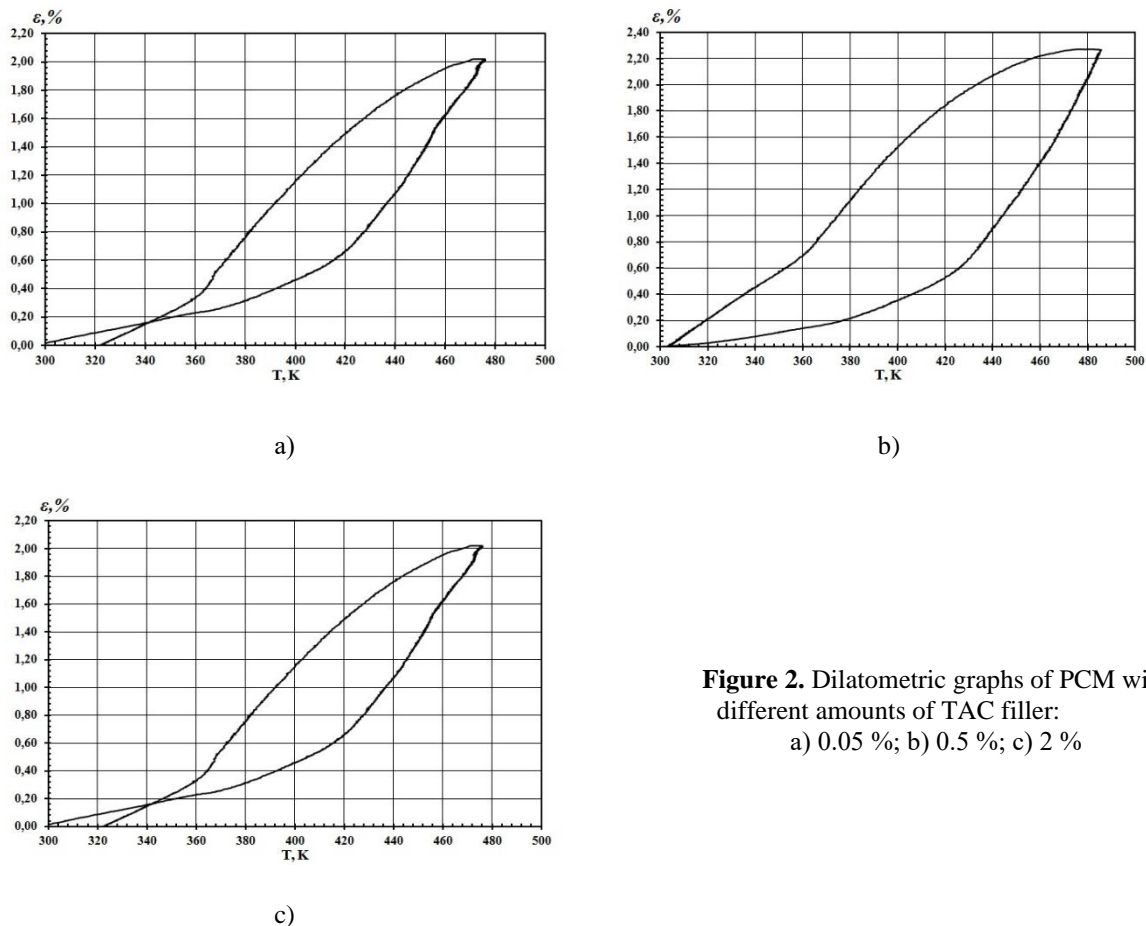 ε,%
2,20
2,00
1,80
1,60
1,40
1,20
1,00
0,80
0,60
0,40
0,20
0,00
300 320 340 360 380 400 420 440 460 480 500
T, K
a)
ε,%
2,40
2,20
2,00
1,80
1,60
1,40
1,20
1,00
0,80
0,60
0,40
0,20
0,00
300 320 340 360 380 400 420 440 460 480 500
T, K
b)
ε,%
2,20
2,00
1,80
1,60
1,40
1,20
1,00
0,80
0,60
0,40
0,20
0,00
300 320 340 360 380 400 420 440 460 480 500
T, K
c)
Figure 2. Dilatometric graphs of PCM wi
different amounts of TAC filler:
a) 0.05 %; b) 0.5 %; c) 2 %